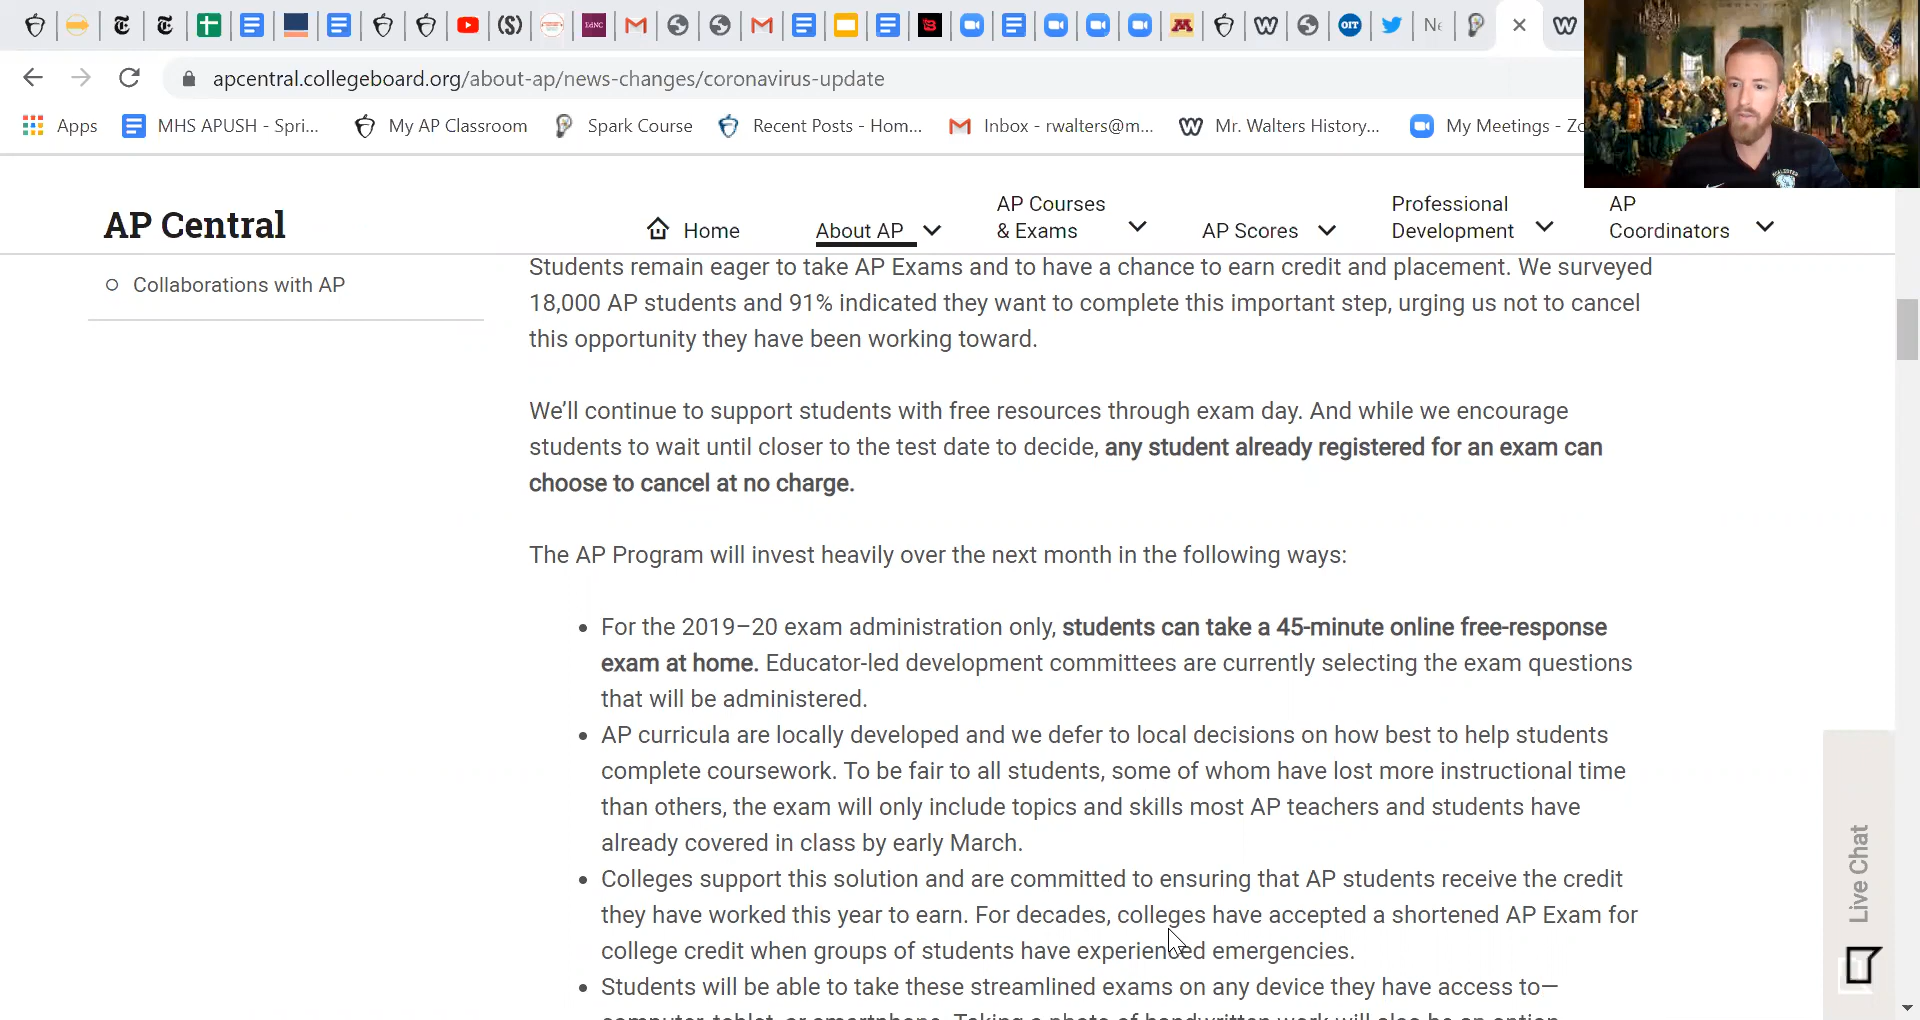 apcentral.collegeboard.org/about-ap/news-changes/coronavirus-update
Apps MHS APUSH - Spri... My AP Classroom Spark Course Recent Posts - Hom... Inbox - rwalters@m... Mr. Walters History... My Meetings - Zo
AP Central
Home
About AP
AP Courses
& Exams
AP Scores
Professional
Development
AP
Coordinators
Collaborations with AP
Students remain eager to take AP Exams and to have a chance to earn credit and placement. We surveyed
18,000 AP students and 91% indicated they want to complete this important step, urging us not to cancel
this opportunity they have been working toward.
We'll continue to support students with free resources through exam day. And while we encourage
students to wait until closer to the test date to decide, any student already registered for an exam can
choose to cancel at no charge.
The AP Program will invest heavily over the next month in the following ways:
For the 2019–20 exam administration only, students can take a 45-minute online free-response
exam at home. Educator-led development committees are currently selecting the exam questions
that will be administered.
AP curricula are locally developed and we defer to local decisions on how best to help students
complete coursework. To be fair to all students, some of whom have lost more instructional time
than others, the exam will only include topics and skills most AP teachers and students have
already covered in class by early March.
Colleges support this solution and are committed to ensuring that AP students receive the credit
they have worked this year to earn. For decades, colleges have accepted a shortened AP Exam for
college credit when groups of students have experienced emergencies.
Students will be able to take these streamlined exams on any device they have access to—
computer, tablet, or smartphone. Taking a photo of handwritten work will also be an option.
Live Chat